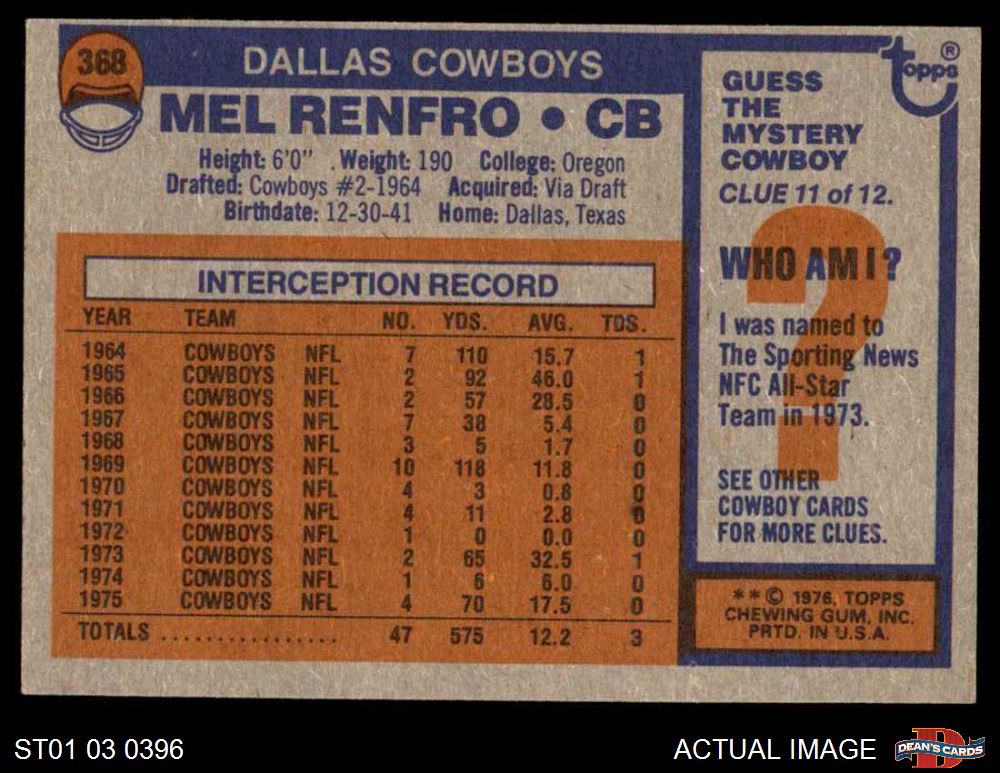 368
DALLAS COWBOYS
MEL RENFRO • CB
Height: 6'0" Weight: 190 College: Oregon
Drafted: Cowboys #2-1964 Acquired: Via Draft
Birthdate: 12-30-41 Home: Dallas, Texas
INTERCEPTION RECORD
YEAR TEAM NO. YDS. AVG. TDS.
1964 COWBOYS NFL 7 110 15.7 1
1965 COWBOYS NFL 2 92 46.0 1
1966 COWBOYS NFL 2 57 28.5 0
1967 COWBOYS NFL 7 38 5.4 0
1968 COWBOYS NFL 3 5 1.7 0
1969 COWBOYS NFL 10 118 11.8 0
1970 COWBOYS NFL 4 3 0.8 0
1971 COWBOYS NFL 4 11 2.8 0
1972 COWBOYS NFL 1 0 0.0 0
1973 COWBOYS NFL 2 65 32.5 1
1974 COWBOYS NFL 1 6 6.0 0
1975 COWBOYS NFL 4 70 17.5 0
TOTALS ................ 47 575 12.2 3
topps ®
GUESS
THE
MYSTERY
COWBOY
CLUE 11 of 12.
?
WHO AM I?
I was named to
The Sporting News
NFC All-Star
Team in 1973.
SEE OTHER
COWBOY CARDS
FOR MORE CLUES.
** © 1976, TOPPS
CHEWING GUM, INC.
PRTD. IN U.S.A.
ST01 03 0396
ACTUAL IMAGE
D
DEAN'S CARDS